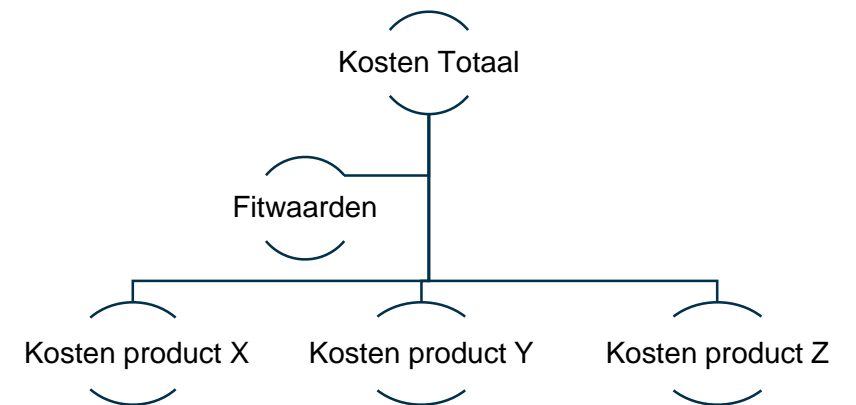 Kosten Totaal
Fitwaarden
Kosten product X
Kosten product Y
Kosten product Z